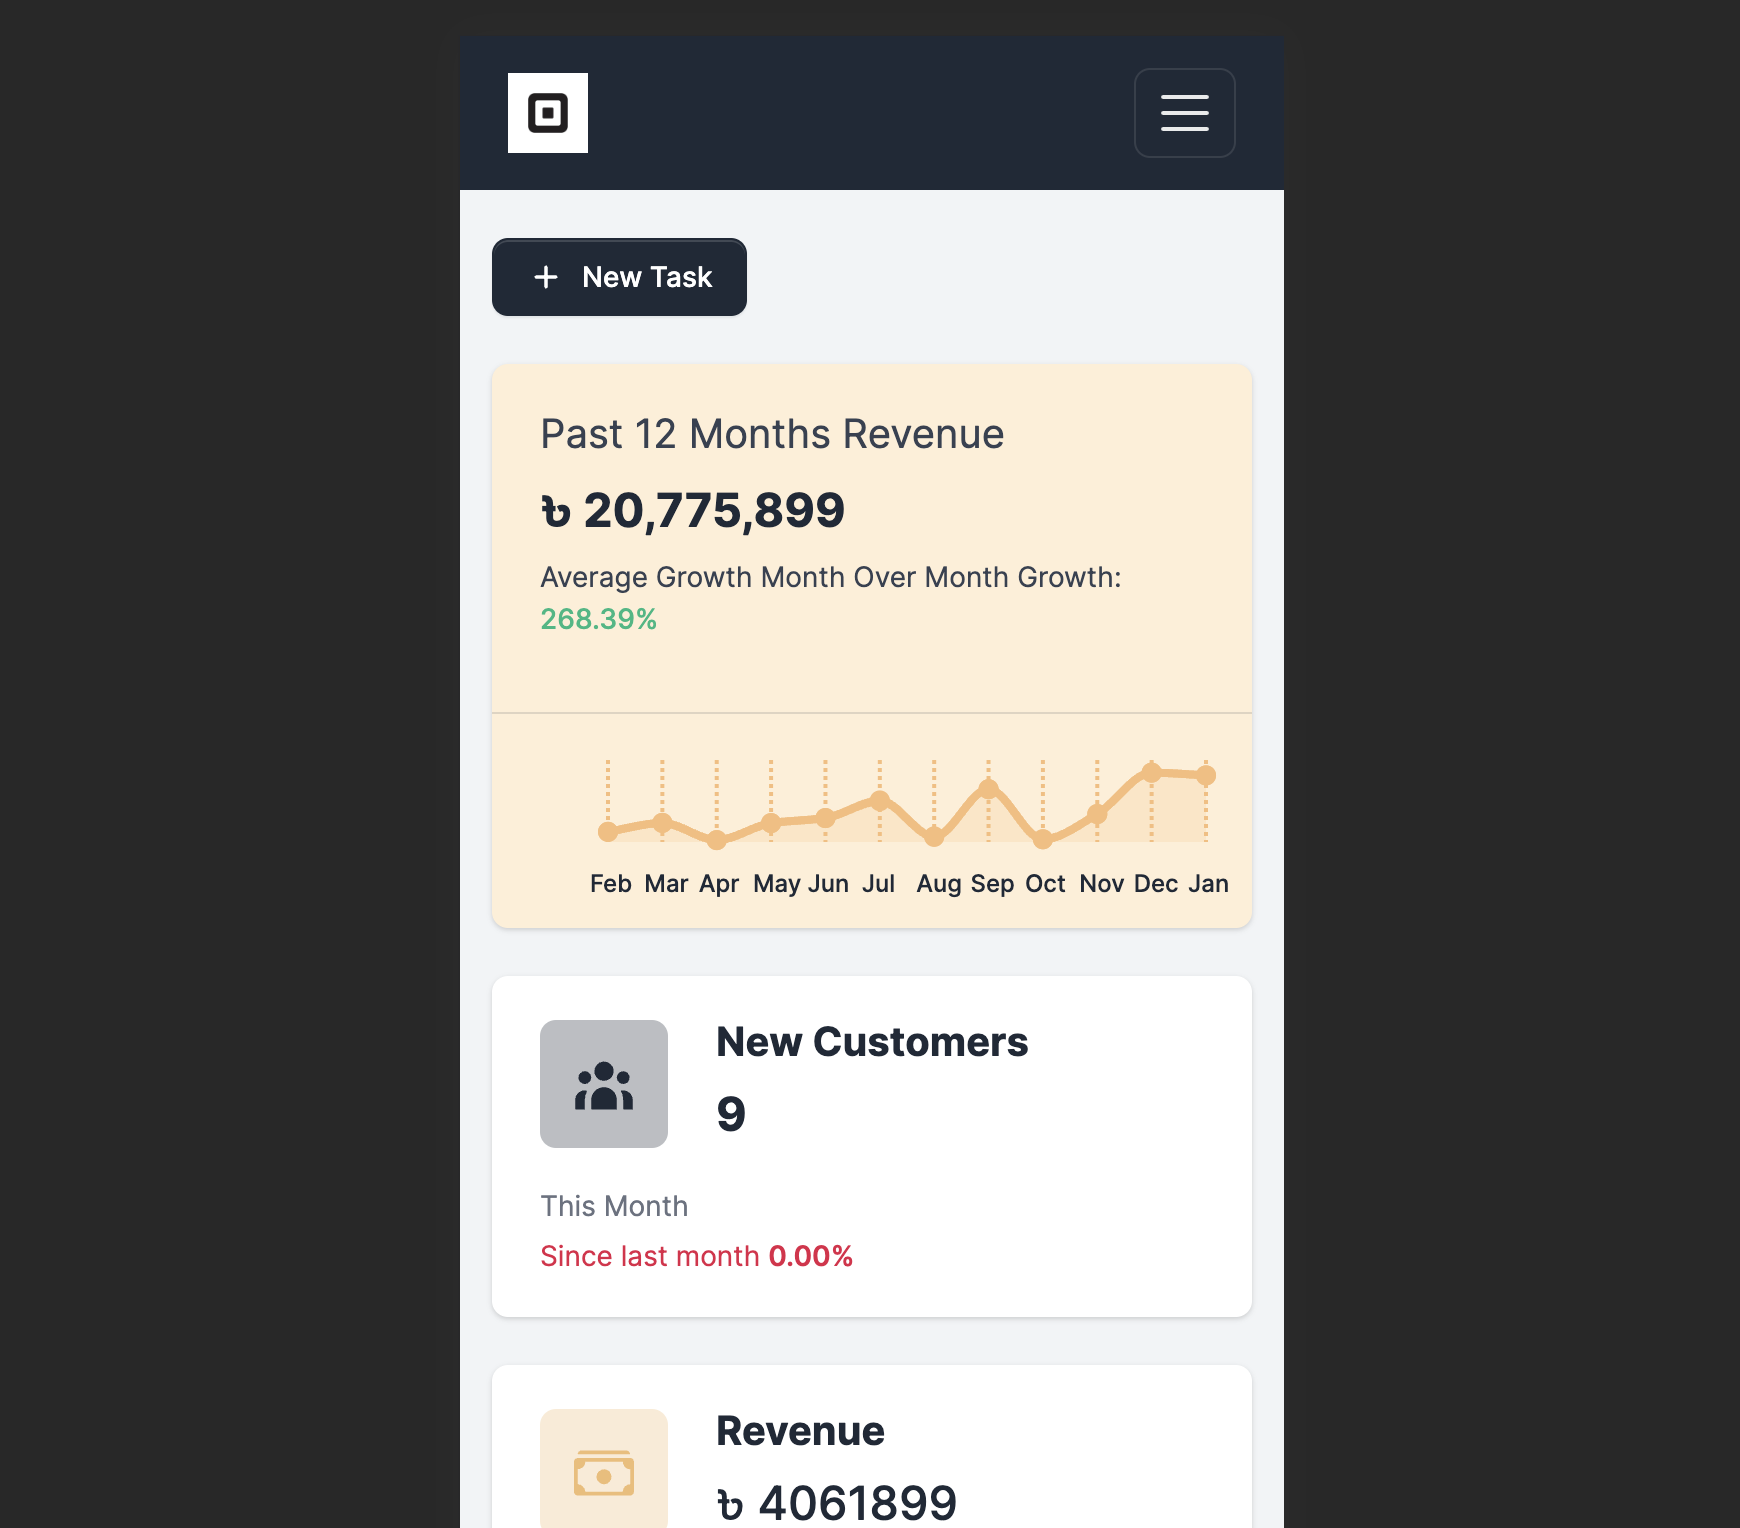 New Task
Past 12 Months Revenue
৳ 20,775,899
Average Growth Month Over Month Growth:
268.39%
Feb Mar Apr May Jun Jul Aug Sep Oct Nov Dec Jan
New Customers
9
This Month
Since last month 0.00%
Revenue
৳ 4061899